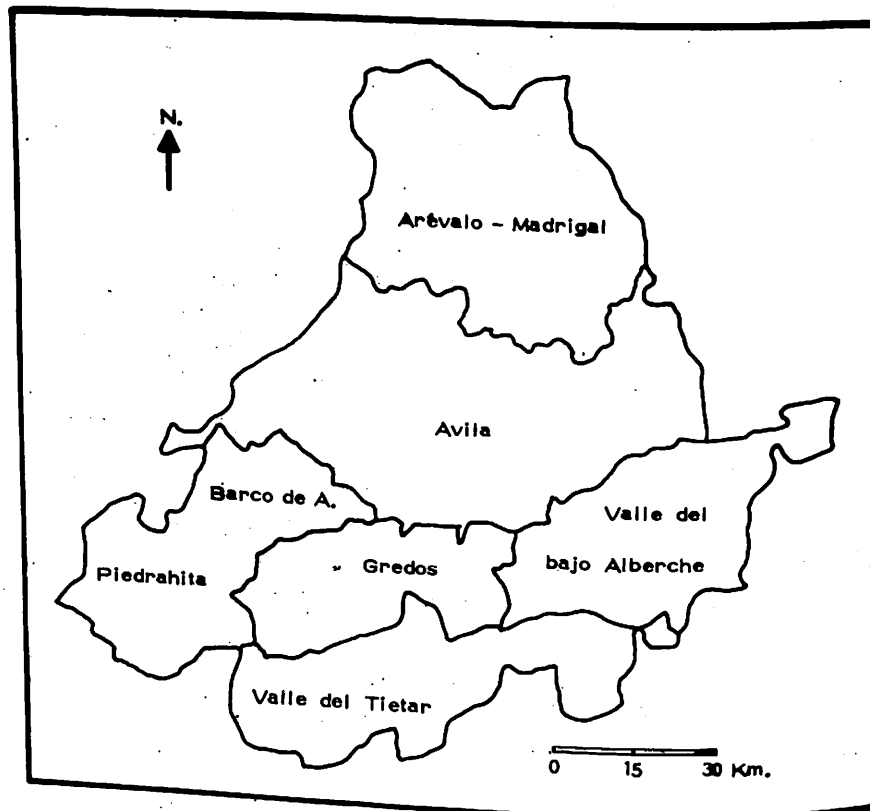 N.
Arévalo - Madrigal
Avila
Barco de A.
Valle del
bajo Alberche
Piedrahita
Gredos
Valle del Tietar
0 15 30 Km.